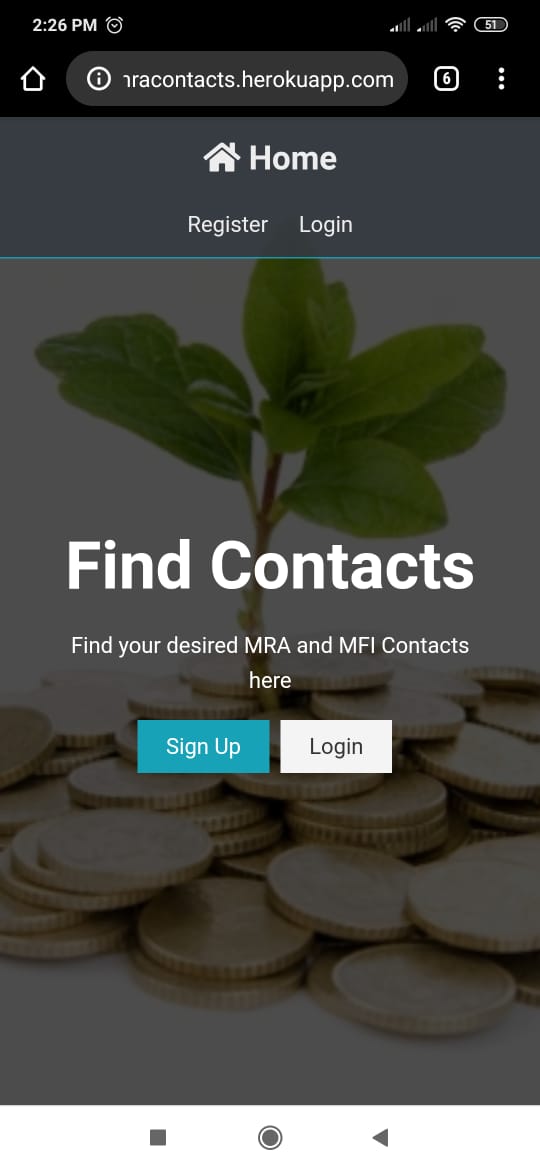 2:26 PM
51
racontacts.herokuapp.com
6
Home
Register Login
Find Contacts
Find your desired MRA and MFI Contacts
here
Sign Up Login